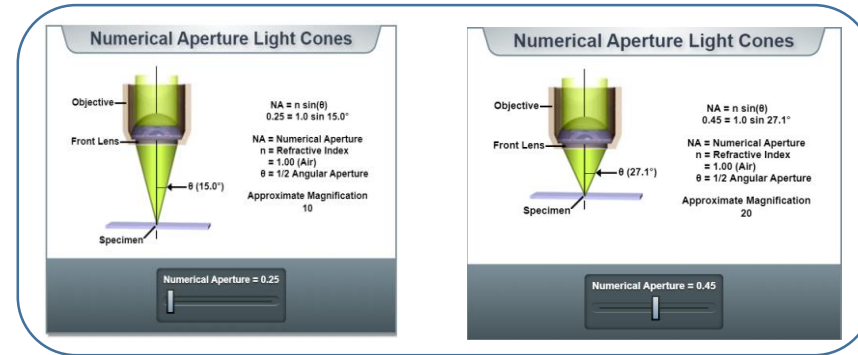 Numerical Aperture Light Cones
Objective
Front Lens
NA = n sin(θ)
0.25 = 1.0 sin 15.0°
NA = Numerical Aperture
n = Refractive Index
= 1.00 (Air)
θ = 1/2 Angular Aperture
θ (15.0°)
Approximate Magnification
10
Specimen
Numerical Aperture = 0.25
Numerical Aperture Light Cones
Objective
Front Lens
NA = n sin(θ)
0.45 = 1.0 sin 27.1°
NA = Numerical Aperture
n = Refractive Index
= 1.00 (Air)
θ = 1/2 Angular Aperture
θ (27.1°)
Approximate Magnification
20
Specimen
Numerical Aperture = 0.45